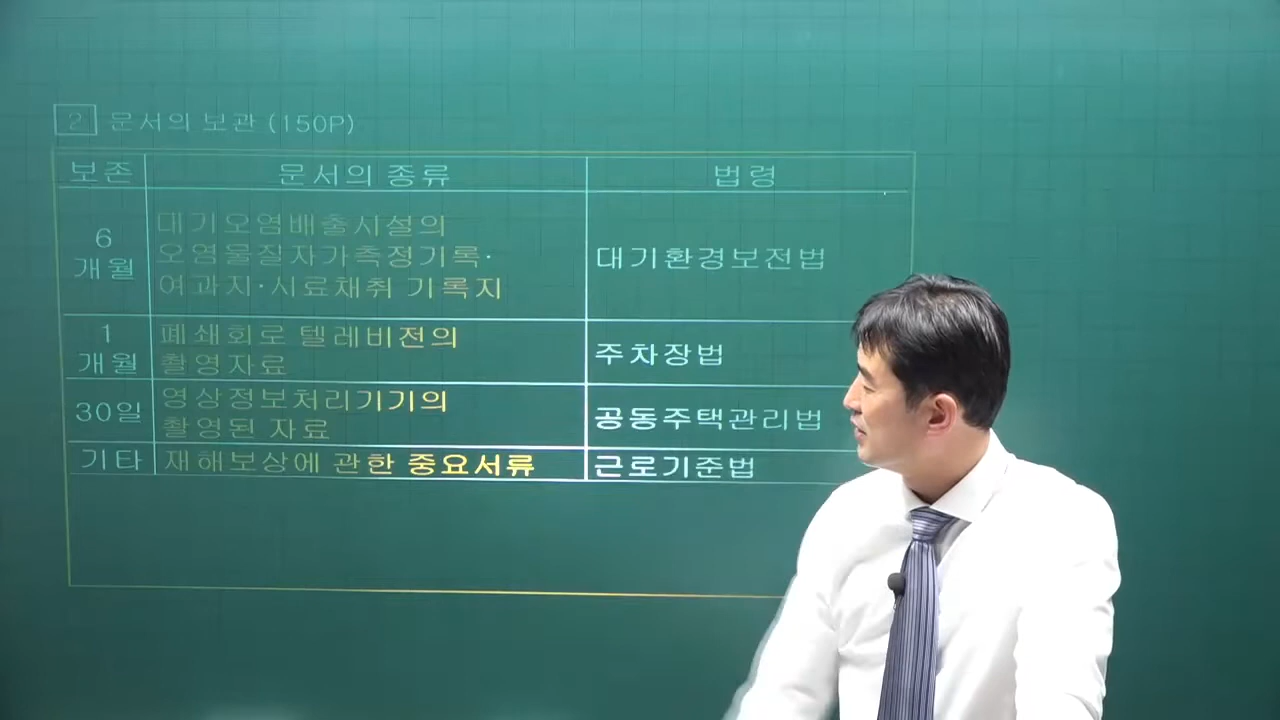 2 문서의 보관 (150P)
보존 문서의 종류 법령
6
개월
대기오염배출시설의
오염물질자가측정기록·
여과지·시료채취 기록지
대기환경보전법
1
개월
폐쇄회로 텔레비전의
촬영자료
주차장법
30일
영상정보처리기기의
촬영된 자료
공동주택관리법
기타 재해보상에 관한 중요서류 근로기준법